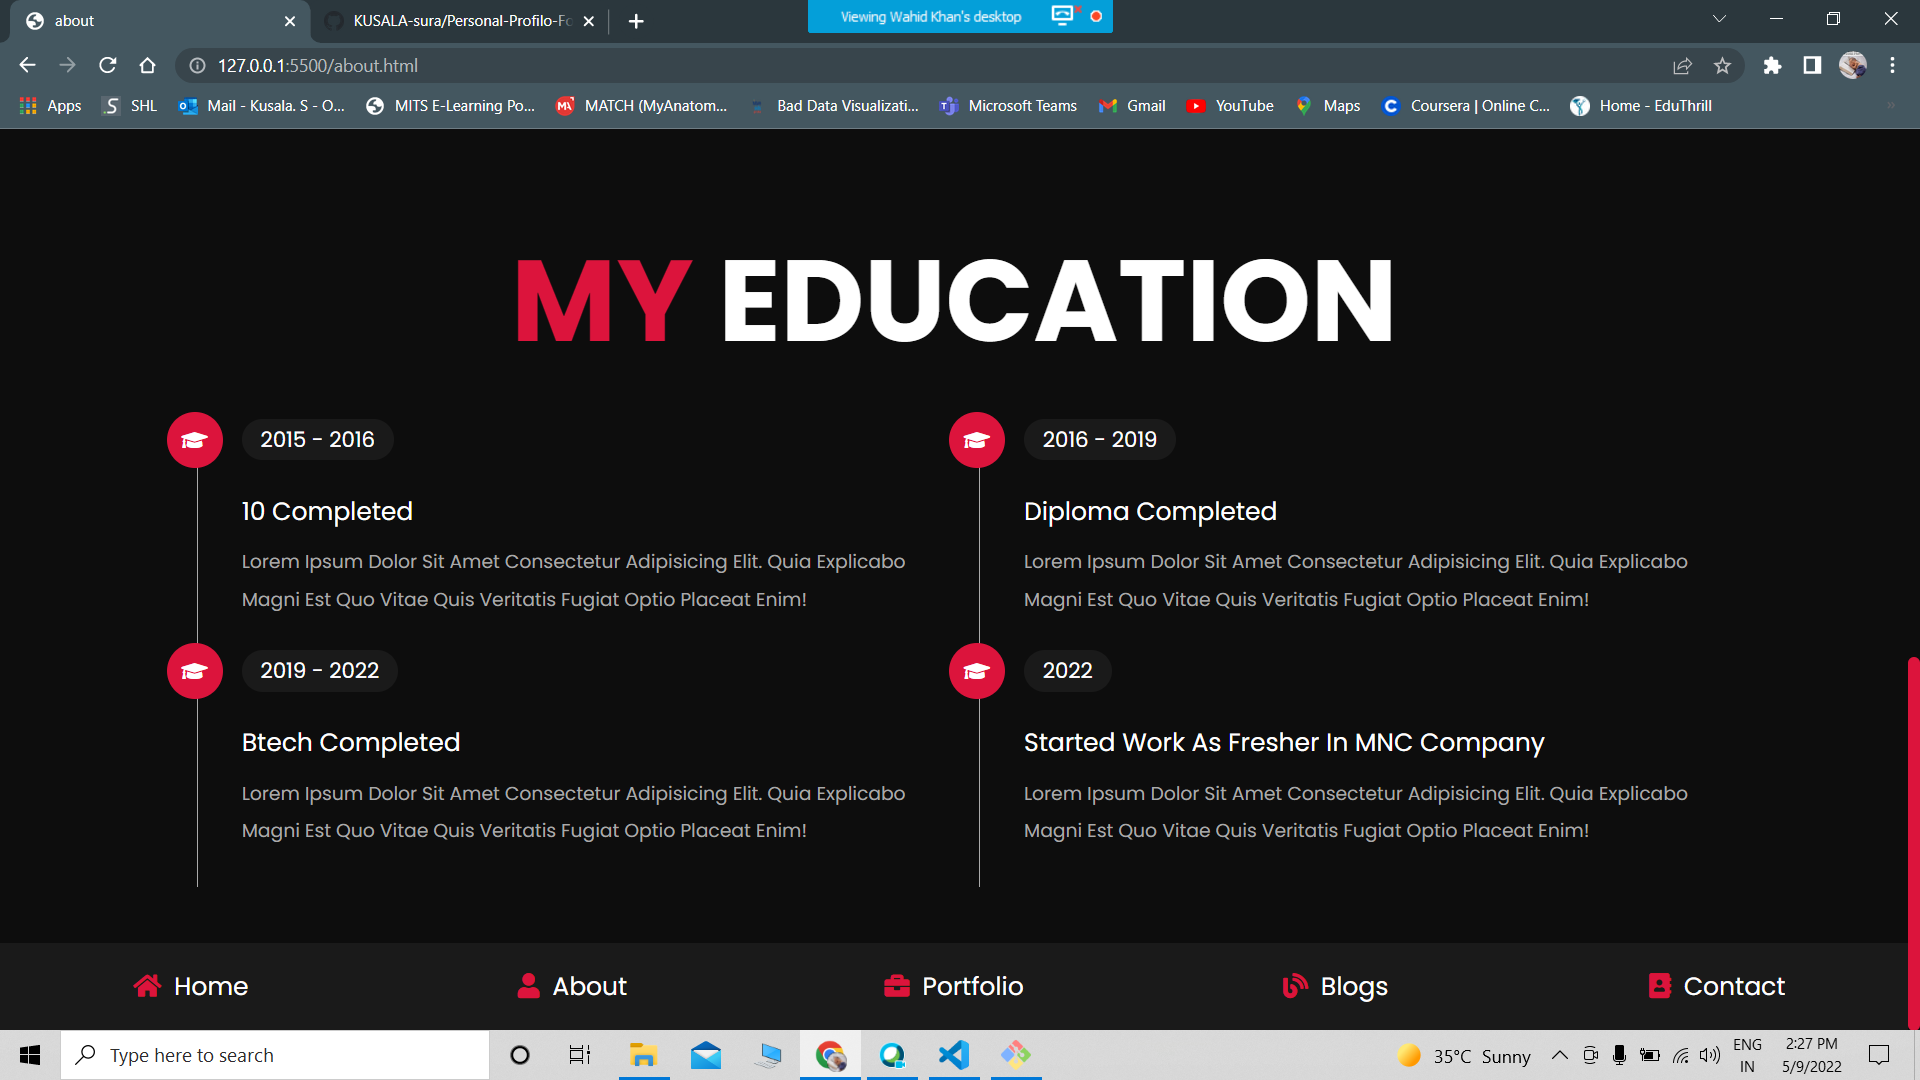 about
KUSALA-sura/Personal-Profilo-Fo
Viewing Wahid Khan's desktop
127.0.0.1:5500/about.html
Apps
SHL
Mail - Kusala. S - O...
MITS E-Learning Po...
MATCH (MyAnatom...
Bad Data Visualizati...
Microsoft Teams
Gmail
YouTube
Maps
Coursera | Online C...
Home - EduThrill
MY EDUCATION
2015 - 2016
10 Completed
Lorem Ipsum Dolor Sit Amet Consectetur Adipisicing Elit. Quia Explicabo
Magni Est Quo Vitae Quis Veritatis Fugiat Optio Placeat Enim!
2016 - 2019
Diploma Completed
Lorem Ipsum Dolor Sit Amet Consectetur Adipisicing Elit. Quia Explicabo
Magni Est Quo Vitae Quis Veritatis Fugiat Optio Placeat Enim!
2019 - 2022
Btech Completed
Lorem Ipsum Dolor Sit Amet Consectetur Adipisicing Elit. Quia Explicabo
Magni Est Quo Vitae Quis Veritatis Fugiat Optio Placeat Enim!
2022
Started Work As Fresher In MNC Company
Lorem Ipsum Dolor Sit Amet Consectetur Adipisicing Elit. Quia Explicabo
Magni Est Quo Vitae Quis Veritatis Fugiat Optio Placeat Enim!
Home
About
Portfolio
Blogs
Contact
Type here to search
35°C Sunny
ENG
IN
2:27 PM
5/9/2022